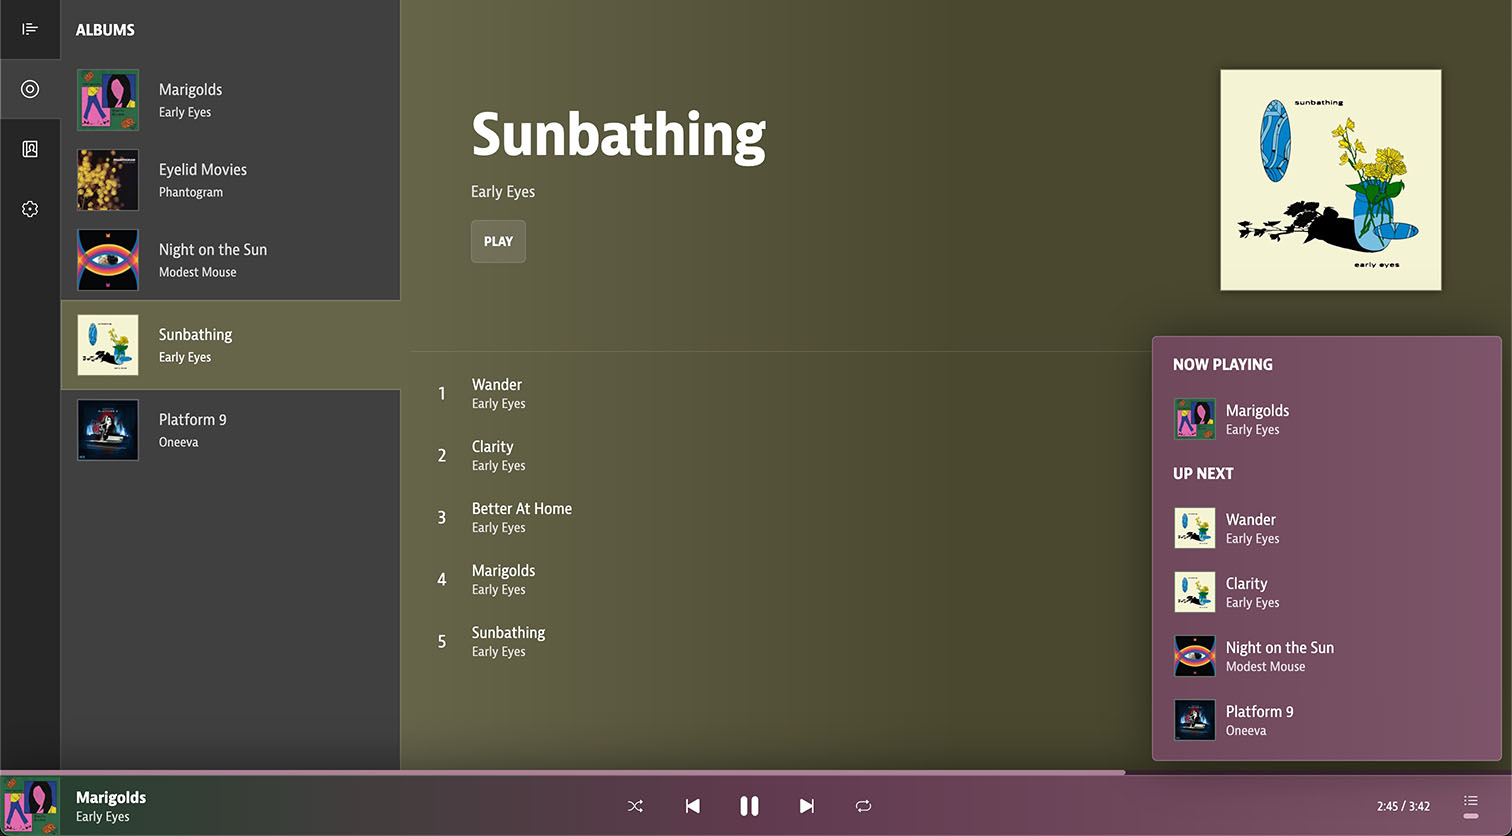 ALBUMS
Marigolds
Early Eyes
Eyelid Movies
Phantogram
Night on the Sun
Modest Mouse
Sunbathing
Early Eyes
Platform 9
Oneeva
Sunbathing
Early Eyes
PLAY
sunbathing
early eyes
1
Wander
Early Eyes
2
Clarity
Early Eyes
3
Better At Home
Early Eyes
4
Marigolds
Early Eyes
5
Sunbathing
Early Eyes
NOW PLAYING
Marigolds
Early Eyes
UP NEXT
Wander
Early Eyes
Clarity
Early Eyes
Night on the Sun
Modest Mouse
Platform 9
Oneeva
Marigolds
Early Eyes
2:45 / 3:42